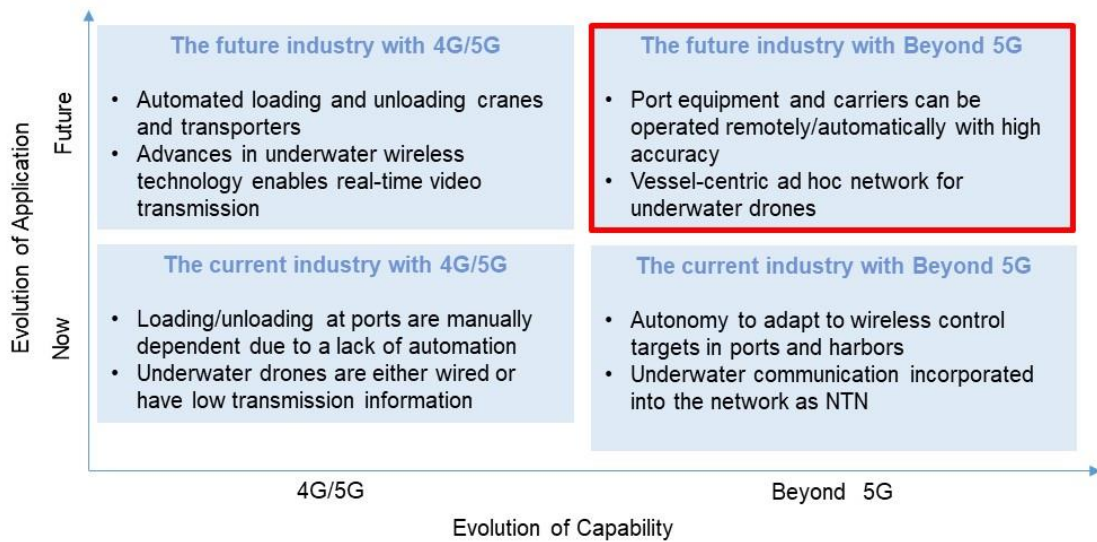 The future industry with 4G/5G
• Automated loading and unloading cranes
and transporters
• Advances in underwater wireless
technology enables real-time video
transmission
The future industry with Beyond 5G
• Port equipment and carriers can be
operated remotely/automatically with high
accuracy
• Vessel-centric ad hoc network for
underwater drones
The current industry with 4G/5G
• Loading/unloading at ports are manually
dependent due to a lack of automation
• Underwater drones are either wired or
have low transmission information
The current industry with Beyond 5G
• Autonomy to adapt to wireless control
targets in ports and harbors
• Underwater communication incorporated
into the network as NTN
Evolution of Application
Future
Now
4G/5G
Beyond 5G
Evolution of Capability